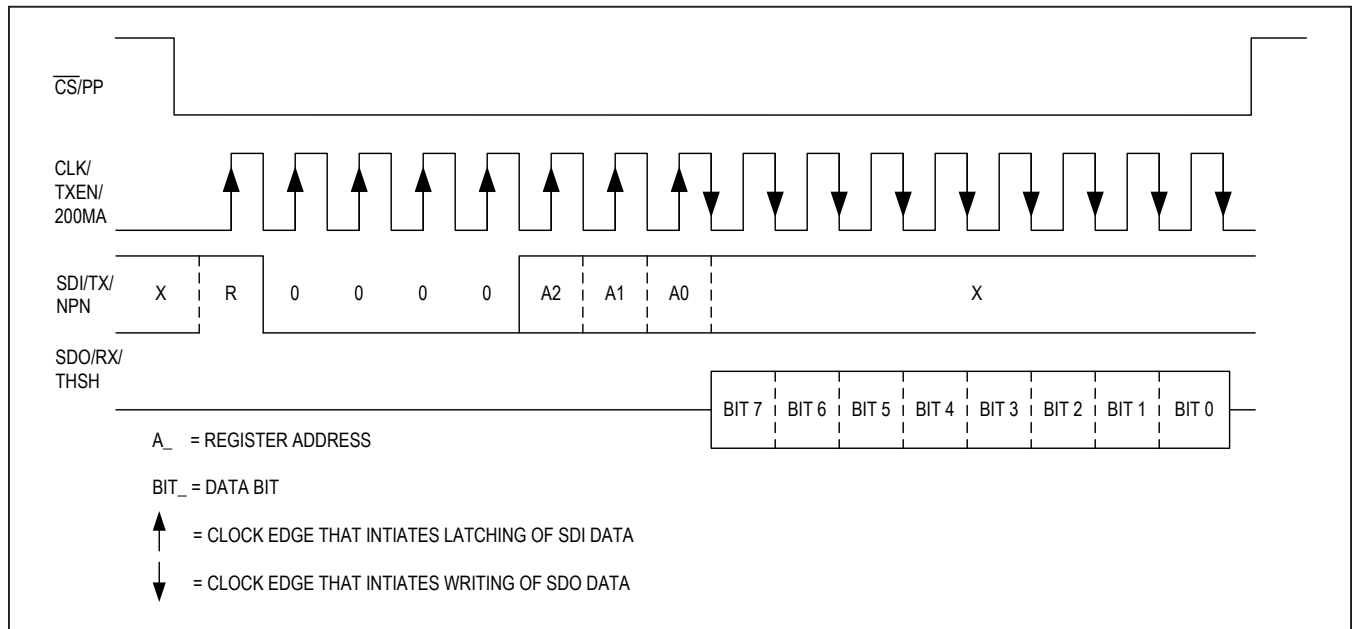 CS/PP
CLK/
TXEN/
200MA
SDI/TX/
NPN
X R 0 0 0 0 A2 A1 A0 X
SDO/RX/
THSH
BIT 7 BIT 6 BIT 5 BIT 4 BIT 3 BIT 2 BIT 1 BIT 0
A_ = REGISTER ADDRESS
BIT_ = DATA BIT
= CLOCK EDGE THAT INTIATES LATCHING OF SDI DATA
= CLOCK EDGE THAT INTIATES WRITING OF SDO DATA